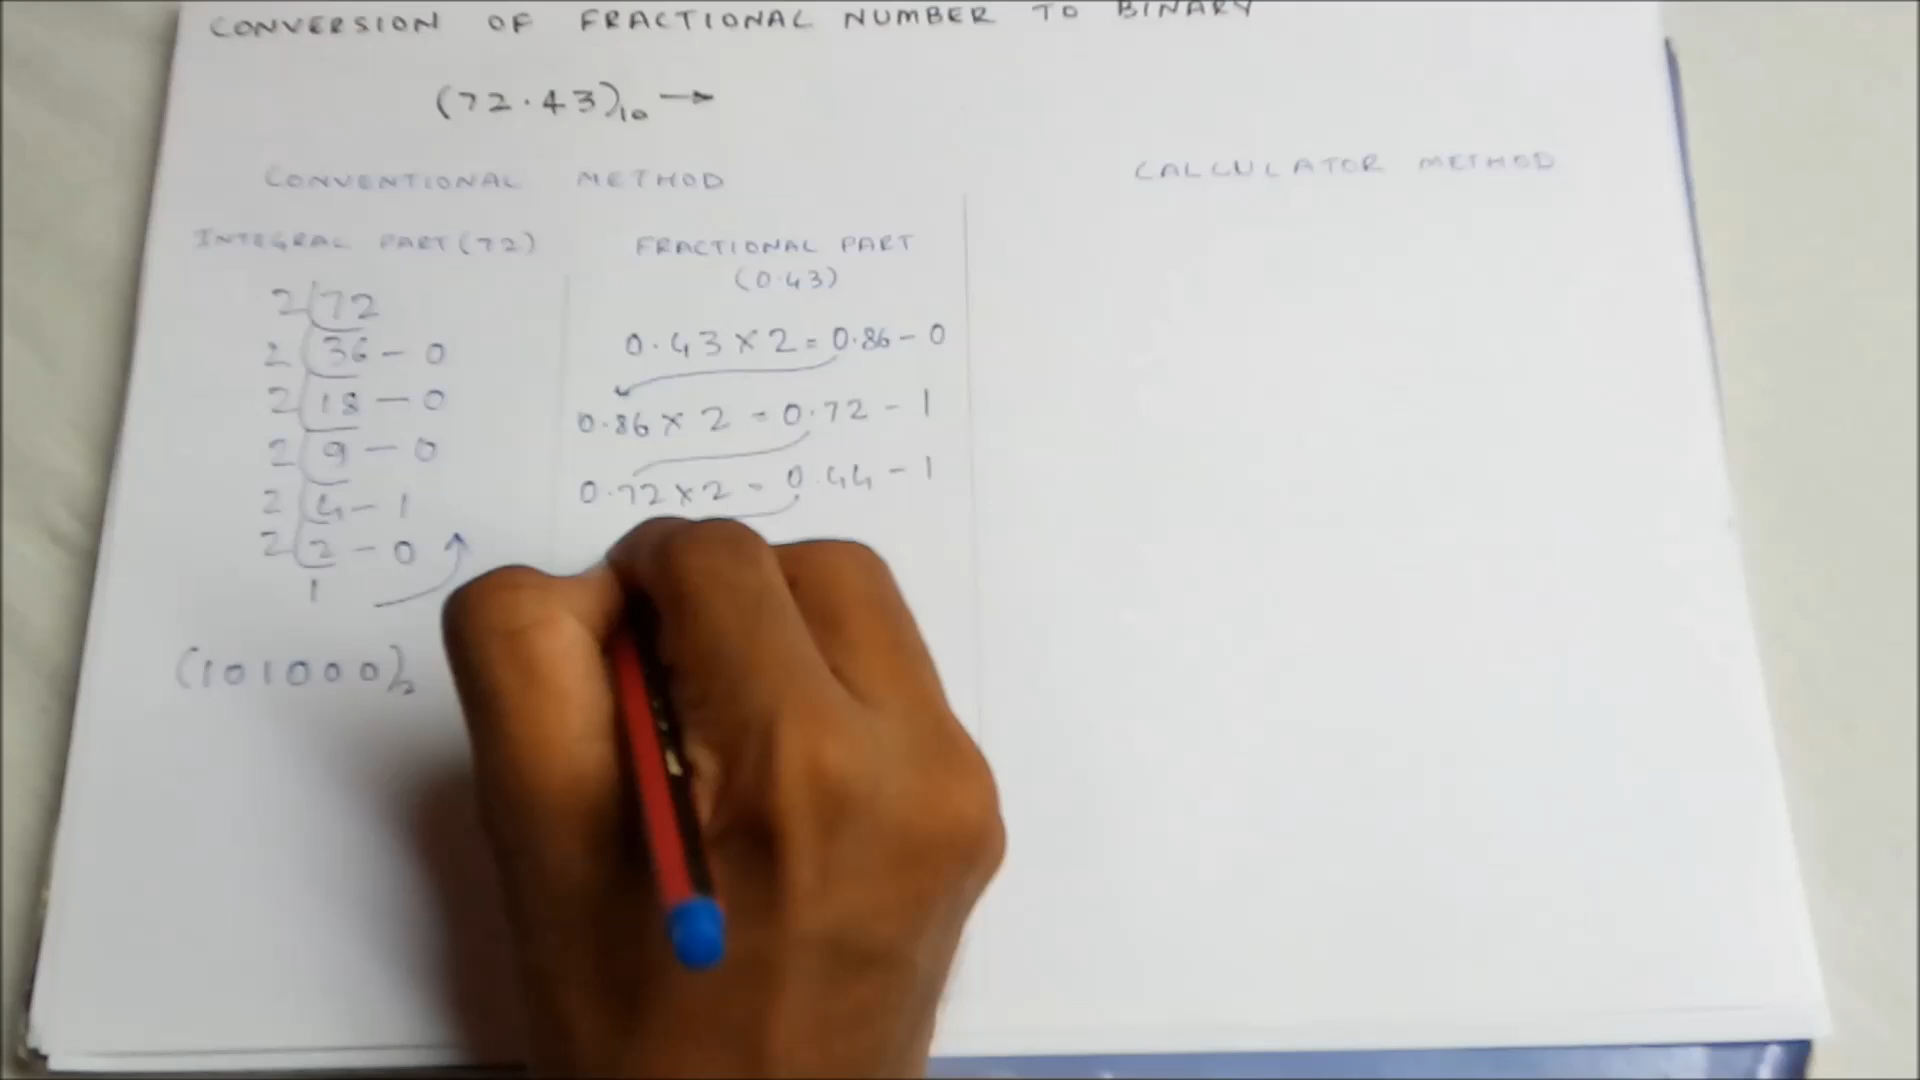 CONVERSION OF FRACTIONAL NUMBER TO BINARY
(72.43)10 →
CONVENTIONAL METHOD
CALCULATOR METHOD
INTEGRAL PART (72)
2 72
2 36 - 0
2 18 - 0
2 9 - 0
2 4 - 1
2 2 - 0
1
(101000)2
FRACTIONAL PART
(0.43)
0.43 × 2 = 0.86 - 0
0.86 × 2 = 0.72 - 1
0.72 × 2 = 0.44 - 1